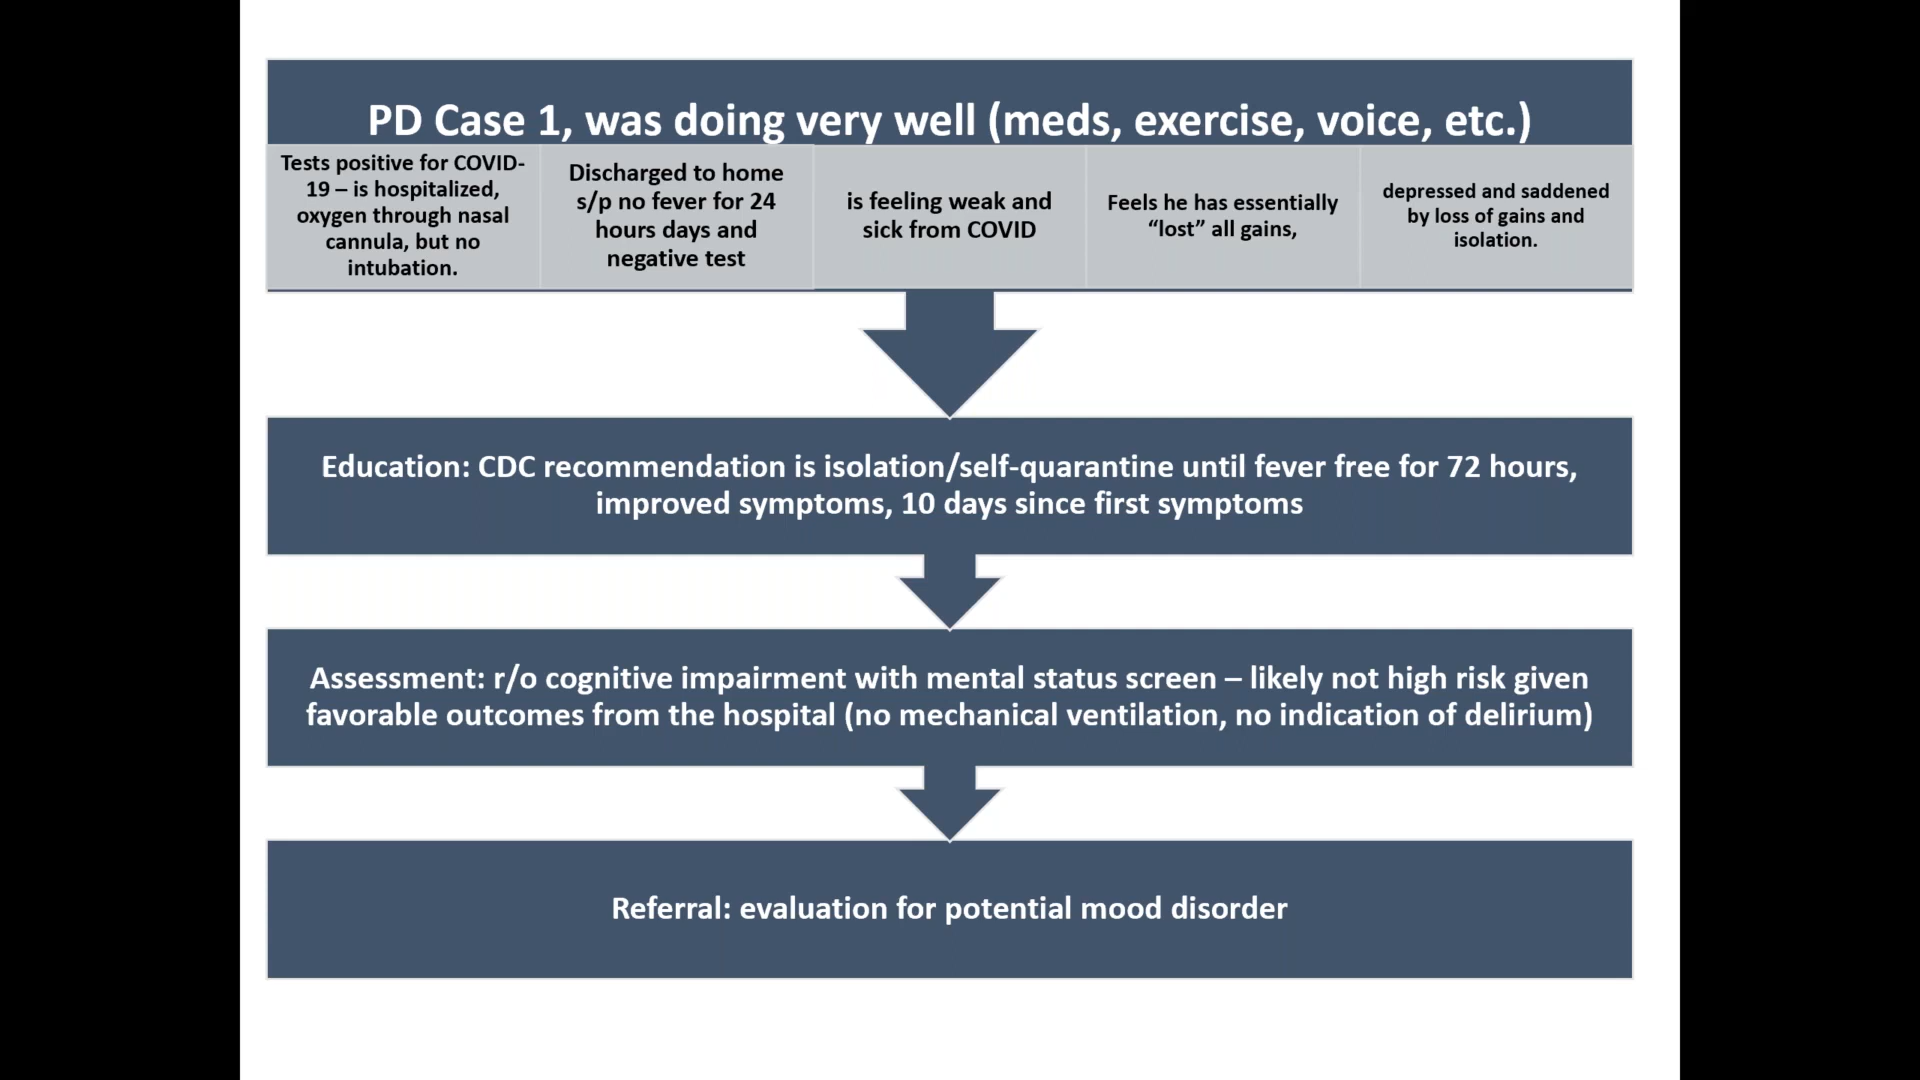 PD Case 1, was doing very well (meds, exercise, voice, etc.)
Tests positive for COVID-
19 – is hospitalized,
oxygen through nasal
cannula, but no
intubation.
Discharged to home
s/p no fever for 24
hours days and
negative test
is feeling weak and
sick from COVID
Feels he has essentially
“lost” all gains,
depressed and saddened
by loss of gains and
isolation.
Education: CDC recommendation is isolation/self-quarantine until fever free for 72 hours,
improved symptoms, 10 days since first symptoms
Assessment: r/o cognitive impairment with mental status screen – likely not high risk given
favorable outcomes from the hospital (no mechanical ventilation, no indication of delirium)
Referral: evaluation for potential mood disorder